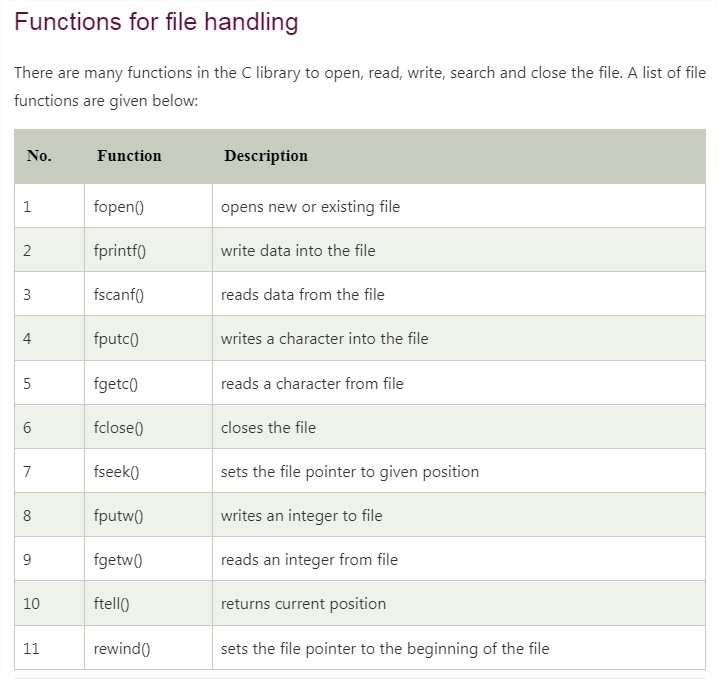 Functions for file handling
There are many functions in the C library to open, read, write, search and close the file. A list of file
functions are given below:
No. Function Description
1 fopen() opens new or existing file
2 fprintf() write data into the file
3 fscanf() reads data from the file
4 fputc() writes a character into the file
5 fgetc() reads a character from file
6 fclose() closes the file
7 fseek() sets the file pointer to given position
8 fputw() writes an integer to file
9 fgetw() reads an integer from file
10 ftell() returns current position
11 rewind() sets the file pointer to the beginning of the file